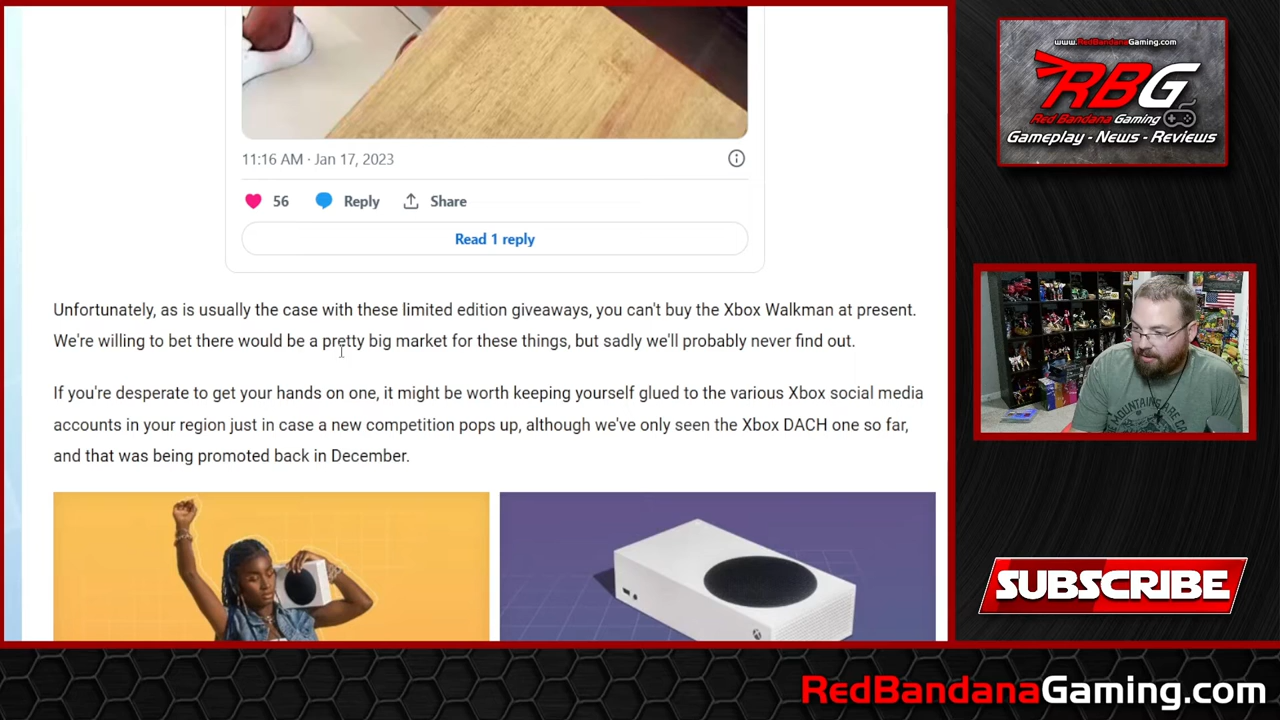 11:16 AM · Jan 17, 2023
56 Reply Share
Read 1 reply
Unfortunately, as is usually the case with these limited edition giveaways, you can't buy the Xbox Walkman at present.
We're willing to bet there would be a pretty big market for these things, but sadly we'll probably never find out.
If you're desperate to get your hands on one, it might be worth keeping yourself glued to the various Xbox social media
accounts in your region just in case a new competition pops up, although we've only seen the Xbox DACH one so far,
and that was being promoted back in December.
www.RedBandanaGaming.com
RBG
Red Bandana Gaming
Gameplay - News - Reviews
SUBSCRIBE
RedBandanaGaming.com